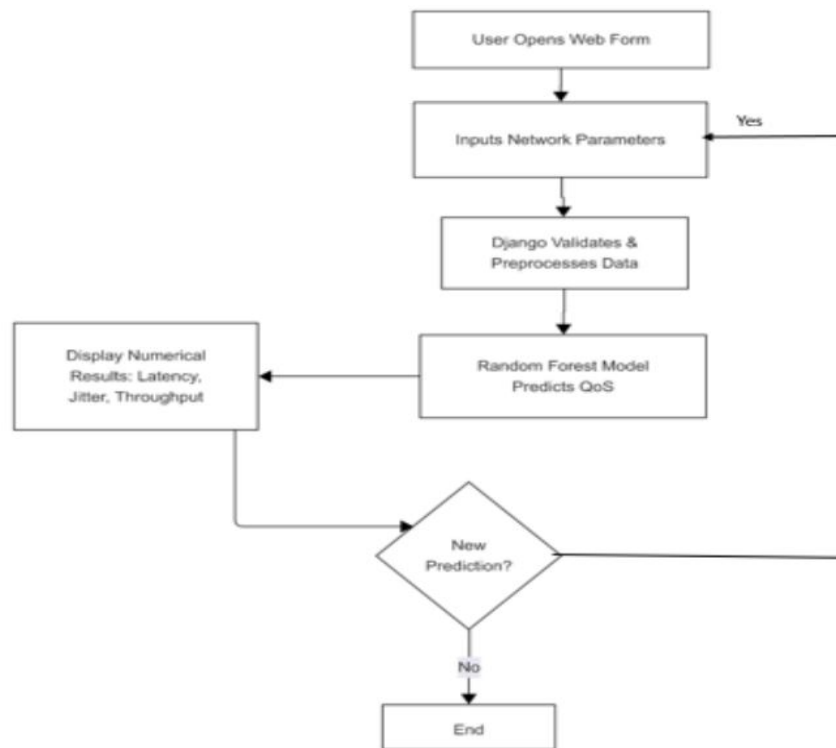 User Opens Web Form
Yes
Inputs Network Parameters
Django Validates &
Preprocesses Data
Random Forest Model
Predicts QoS
Display Numerical
Results: Latency,
Jitter, Throughput
New
Prediction?
No
End